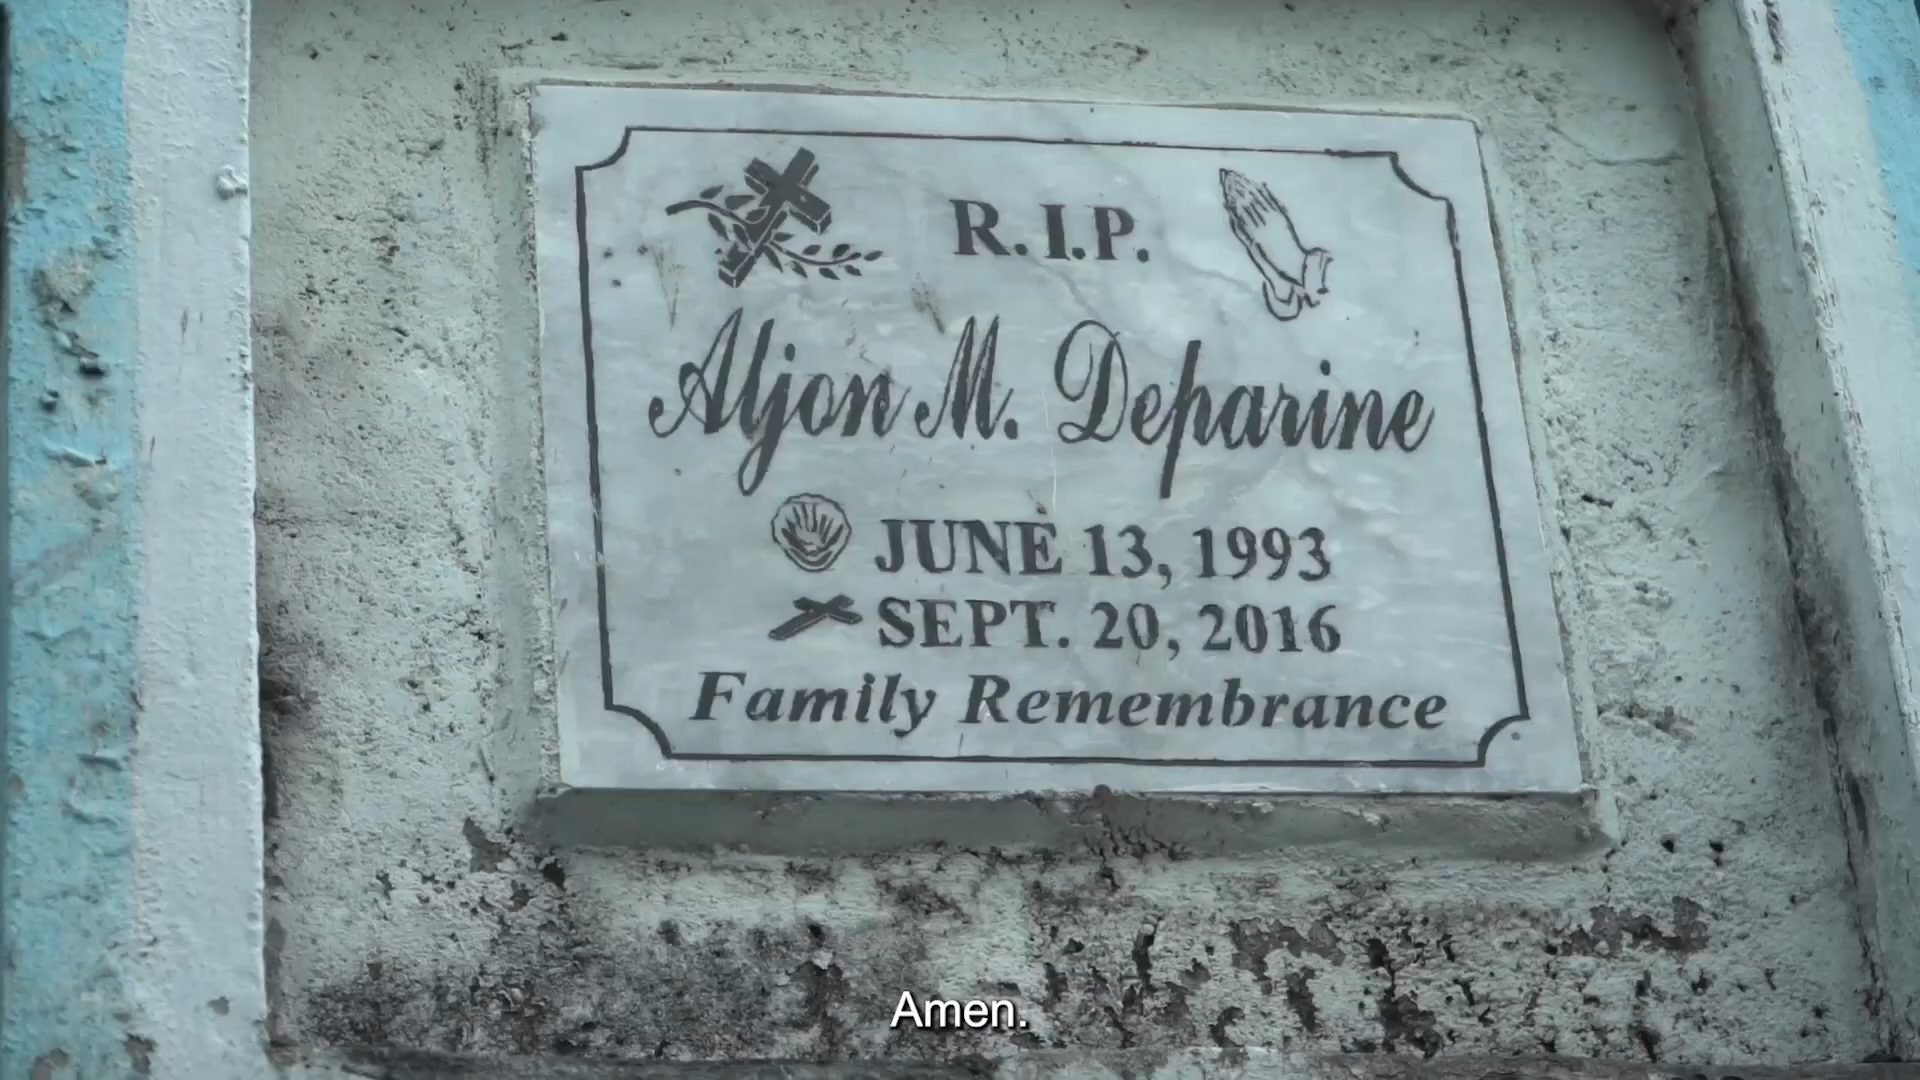 R.I.P.
Aljon M. Deparine
JUNE 13, 1993
SEPT. 20, 2016
Family Remembrance
Amen.